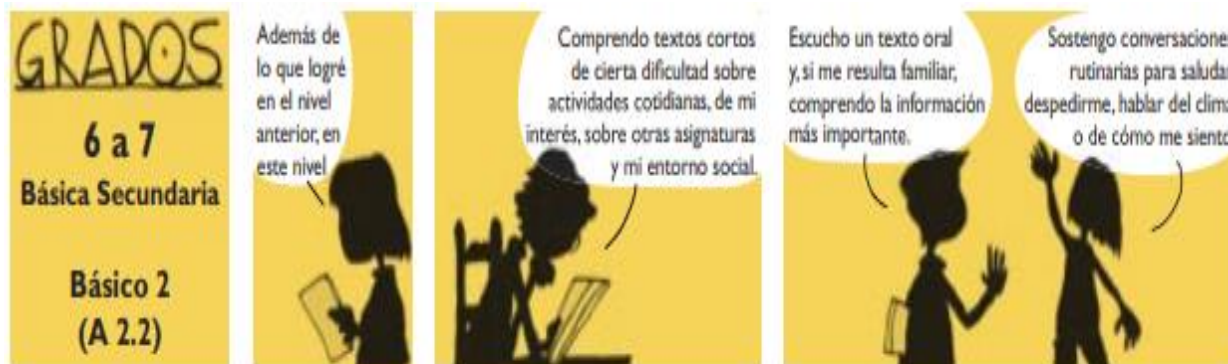 GRADOS
6 a 7
Básica Secundaria
Básico 2
(A 2.2)
Además de
lo que logré
en el nivel
anterior, en
este nivel
Comprendo textos cortos
de cierta dificultad sobre
actividades cotidianas, de mi
interés, sobre otras asignaturas
y mi entorno social.
Escucho un texto oral
y, si me resulta familiar,
comprendo la información
más importante.
Sostengo conversacione
rutinarias para saluda
despedirme, hablar del clim
o de cómo me siento